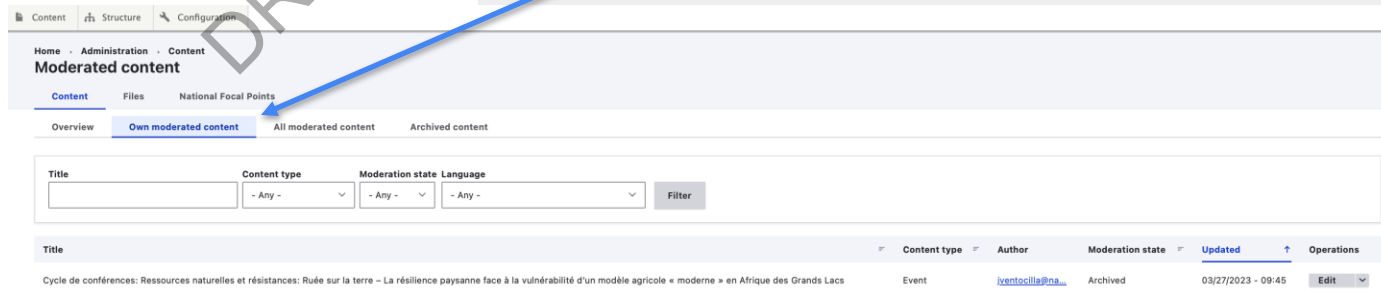 Content Structure Configuration
Home Administration Content
Moderated content
Content Files National Focal Points
Overview Own moderated content All moderated content Archived content
Title Content type Moderation state Language
- Any - - Any - - Any - Filter
Title Content type Author Moderation state Updated Operations
Cycle de conférences: Ressources naturelles et résistances: Ruée sur la terre – La résilience paysanne face à la vulnérabilité d'un modèle agricole « moderne » en Afrique des Grands Lacs Event jventocilla@na... Archived 03/27/2023 - 09:45 Edit